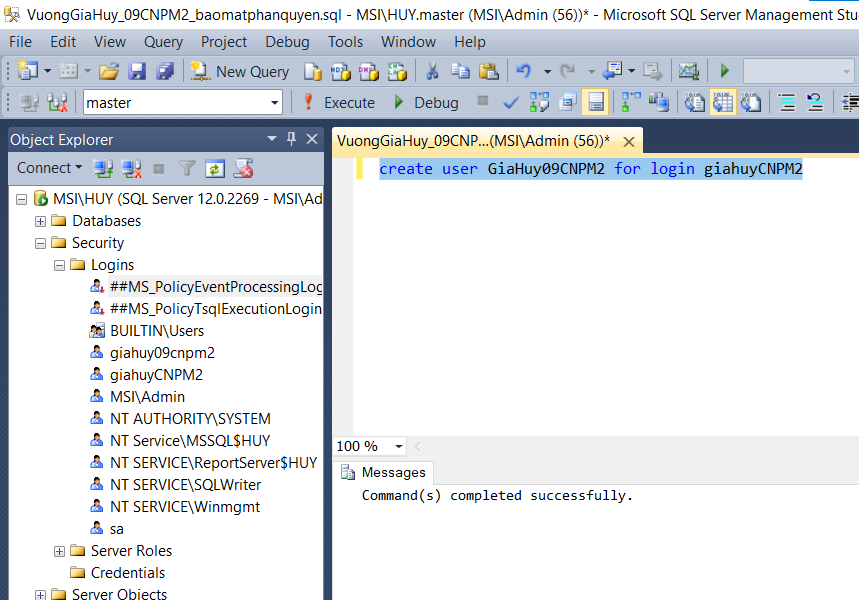 VuongGiaHuy_09CNPM2_baomatphanquyen.sql - MSI\HUY.master (MSI\Admin (56))* - Microsoft SQL Server Management Stu
File Edit View Query Project Debug Tools Window Help
New Query
master Execute Debug
Object Explorer
VuongGiaHuy_09CNP...(MSI\Admin (56))*
Connect
create user GiaHuy09CNPM2 for login giahuyCNPM2
MSI\HUY (SQL Server 12.0.2269 - MSI\Ad
Databases
Security
Logins
##MS_PolicyEventProcessingLog
##MS_PolicyTsqlExecutionLogin
BUILTIN\Users
giahuy09cnpm2
giahuyCNPM2
MSI\Admin
NT AUTHORITY\SYSTEM
NT Service\MSSQL$HUY
NT SERVICE\ReportServer$HUY
NT SERVICE\SQLWriter
NT SERVICE\Winmgmt
sa
Server Roles
Credentials
Server Objects
100 %
Messages
Command(s) completed successfully.